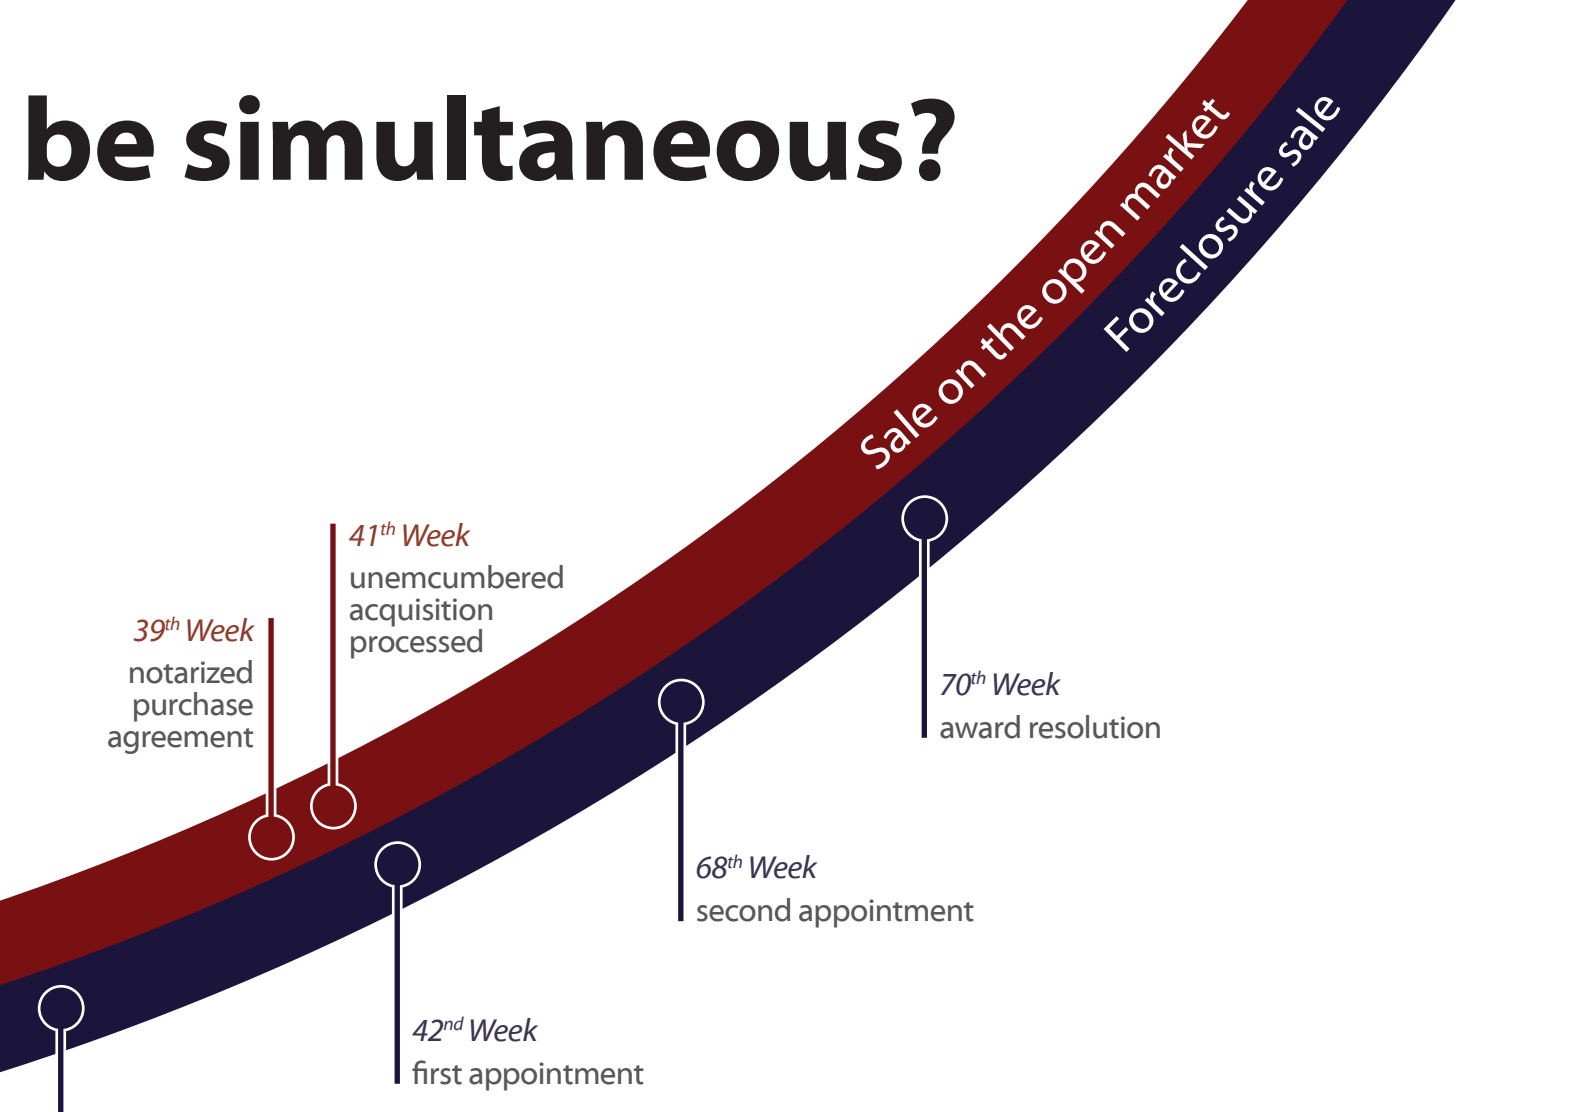 be simultaneous?
Sale on the open market
Foreclosure sale
41th Week
unemcumbered
acquisition
processed
39th Week
notarized
purchase
agreement
70th Week
award resolution
68th Week
second appointment
42nd Week
first appointment